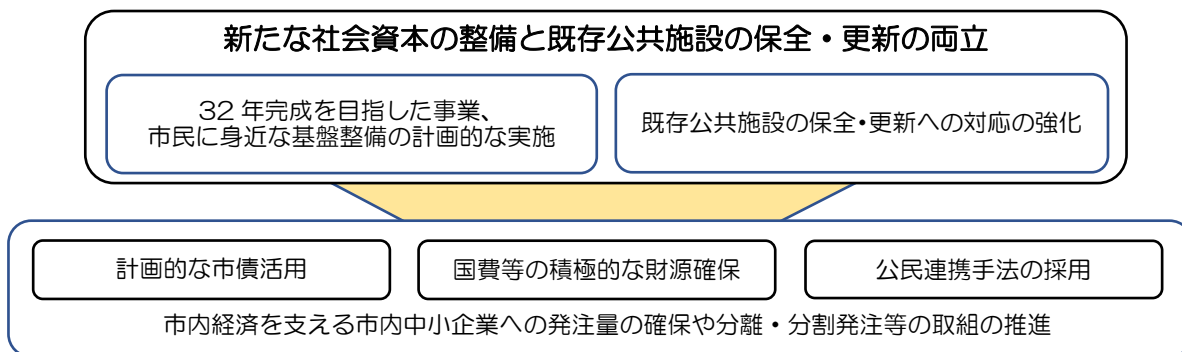 新たな社会資本の整備と既存公共施設の保全・更新の両立
32 年完成を目指した事業、
市民に身近な基盤整備の計画的な実施
既存公共施設の保全・更新への対応の強化
計画的な市債活用
国費等の積極的な財源確保
公民連携手法の採用
市内経済を支える市内中小企業への発注量の確保や分離・分割発注等の取組の推進